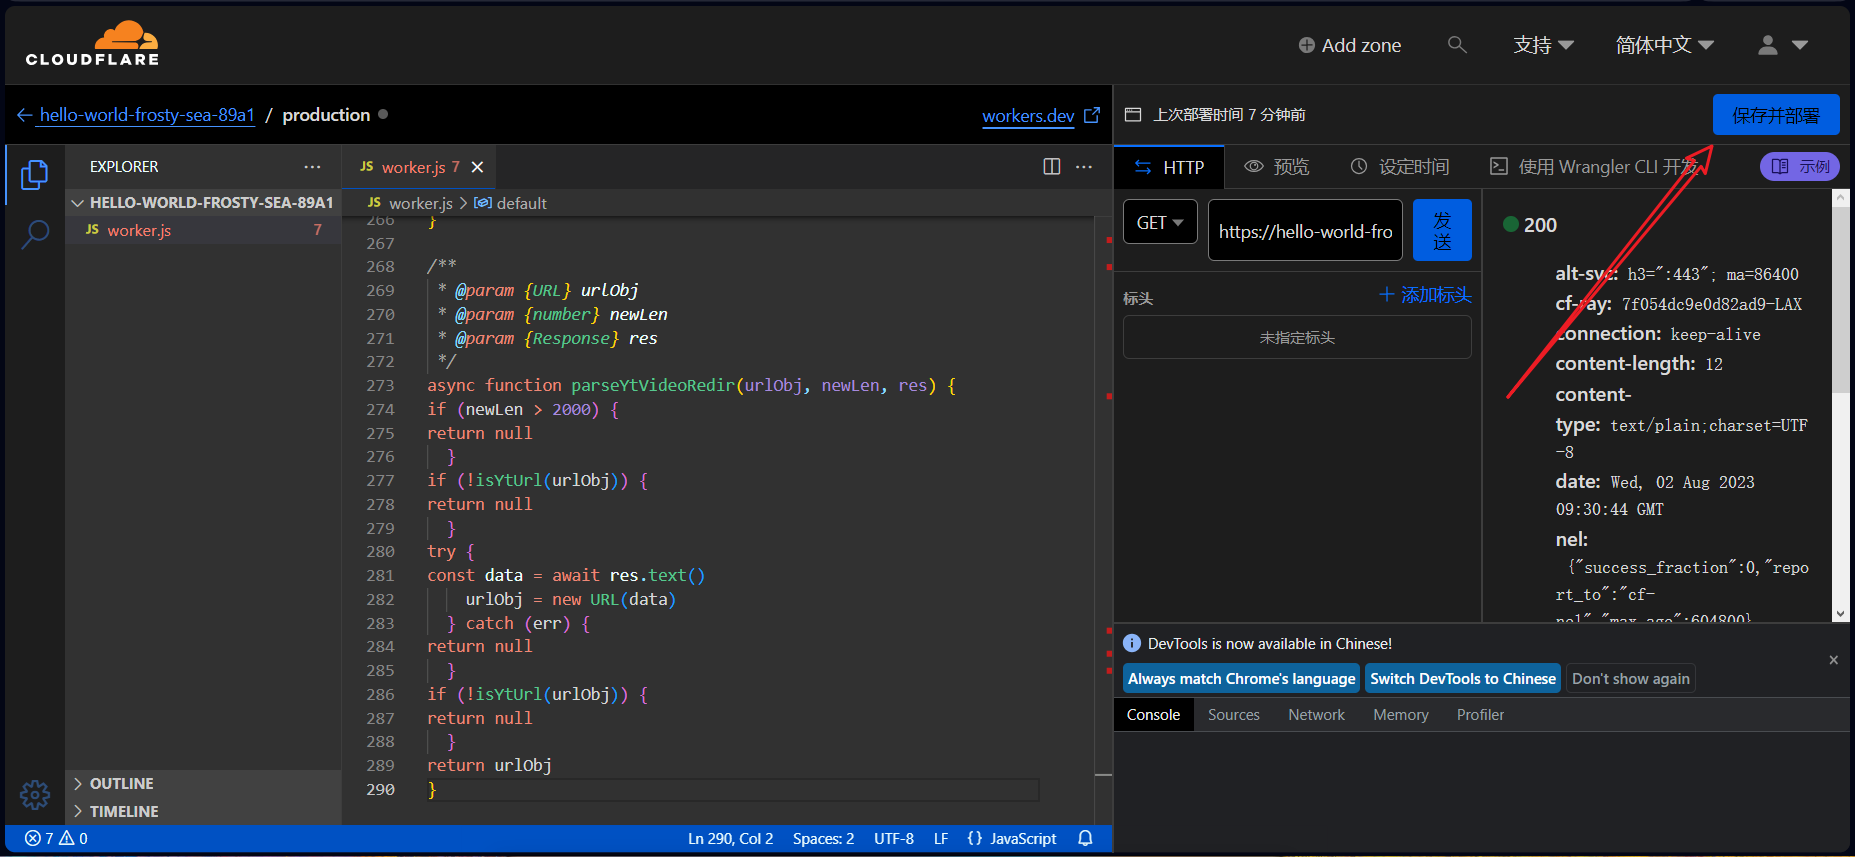 CLOUDFLARE
Add zone
支持
简体中文
hello-world-frosty-sea-89a1 / production
workers.dev
上次部署时间 7 分钟前
保存并部署
EXPLORER
HELLO-WORLD-FROSTY-SEA-89A1
JS worker.js 7
OUTLINE
TIMELINE
JS worker.js 7
JS worker.js > default
266 }
267
268 /**
269 * @param {URL} urlObj
270 * @param {number} newLen
271 * @param {Response} res
272 */
273 async function parseYtVideoRedir(urlObj, newLen, res) {
274 if (newLen > 2000) {
275 return null
276 }
277 if (!isYtUrl(urlObj)) {
278 return null
279 }
280 try {
281 const data = await res.text()
282 urlObj = new URL(data)
283 } catch (err) {
284 return null
285 }
286 if (!isYtUrl(urlObj)) {
287 return null
288 }
289 return urlObj
290 }
HTTP
预览
设定时间
使用 Wrangler CLI 开发
示例
GET
https://hello-world-fro
发
送
标头
添加标头
未指定标头
200
alt-svc: h3=":443"; ma=86400
cf-ray: 7f054dc9e0d82ad9-LAX
connection: keep-alive
content-length: 12
content-
type: text/plain;charset=UTF
-8
date: Wed, 02 Aug 2023
09:30:44 GMT
nel:
{"success_fraction":0,"repo
rt_to":"cf-
nel","max_age":604800}
DevTools is now available in Chinese!
Always match Chrome's language
Switch DevTools to Chinese
Don't show again
Console
Sources
Network
Memory
Profiler
7
0
Ln 290, Col 2
Spaces: 2
UTF-8
LF
{} JavaScript